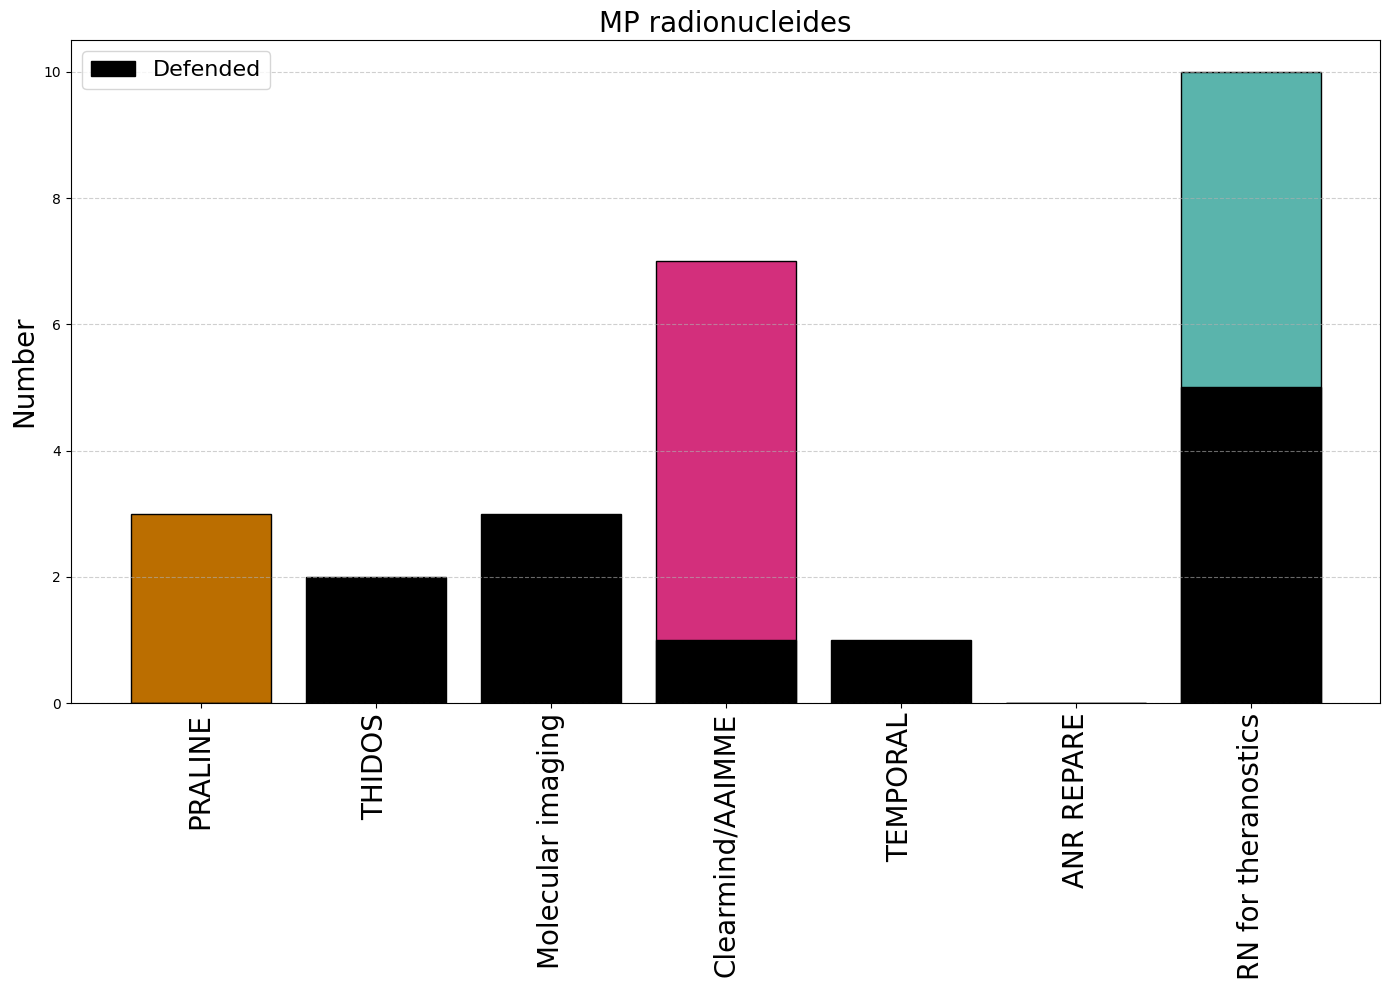 MP radionucleides
Defended
Number
10
8
6
4
2
0
PRALINE
THIDOS
Molecular imaging
Clearmind/AAIMME
TEMPORAL
ANR REPARE
RN for theranostics